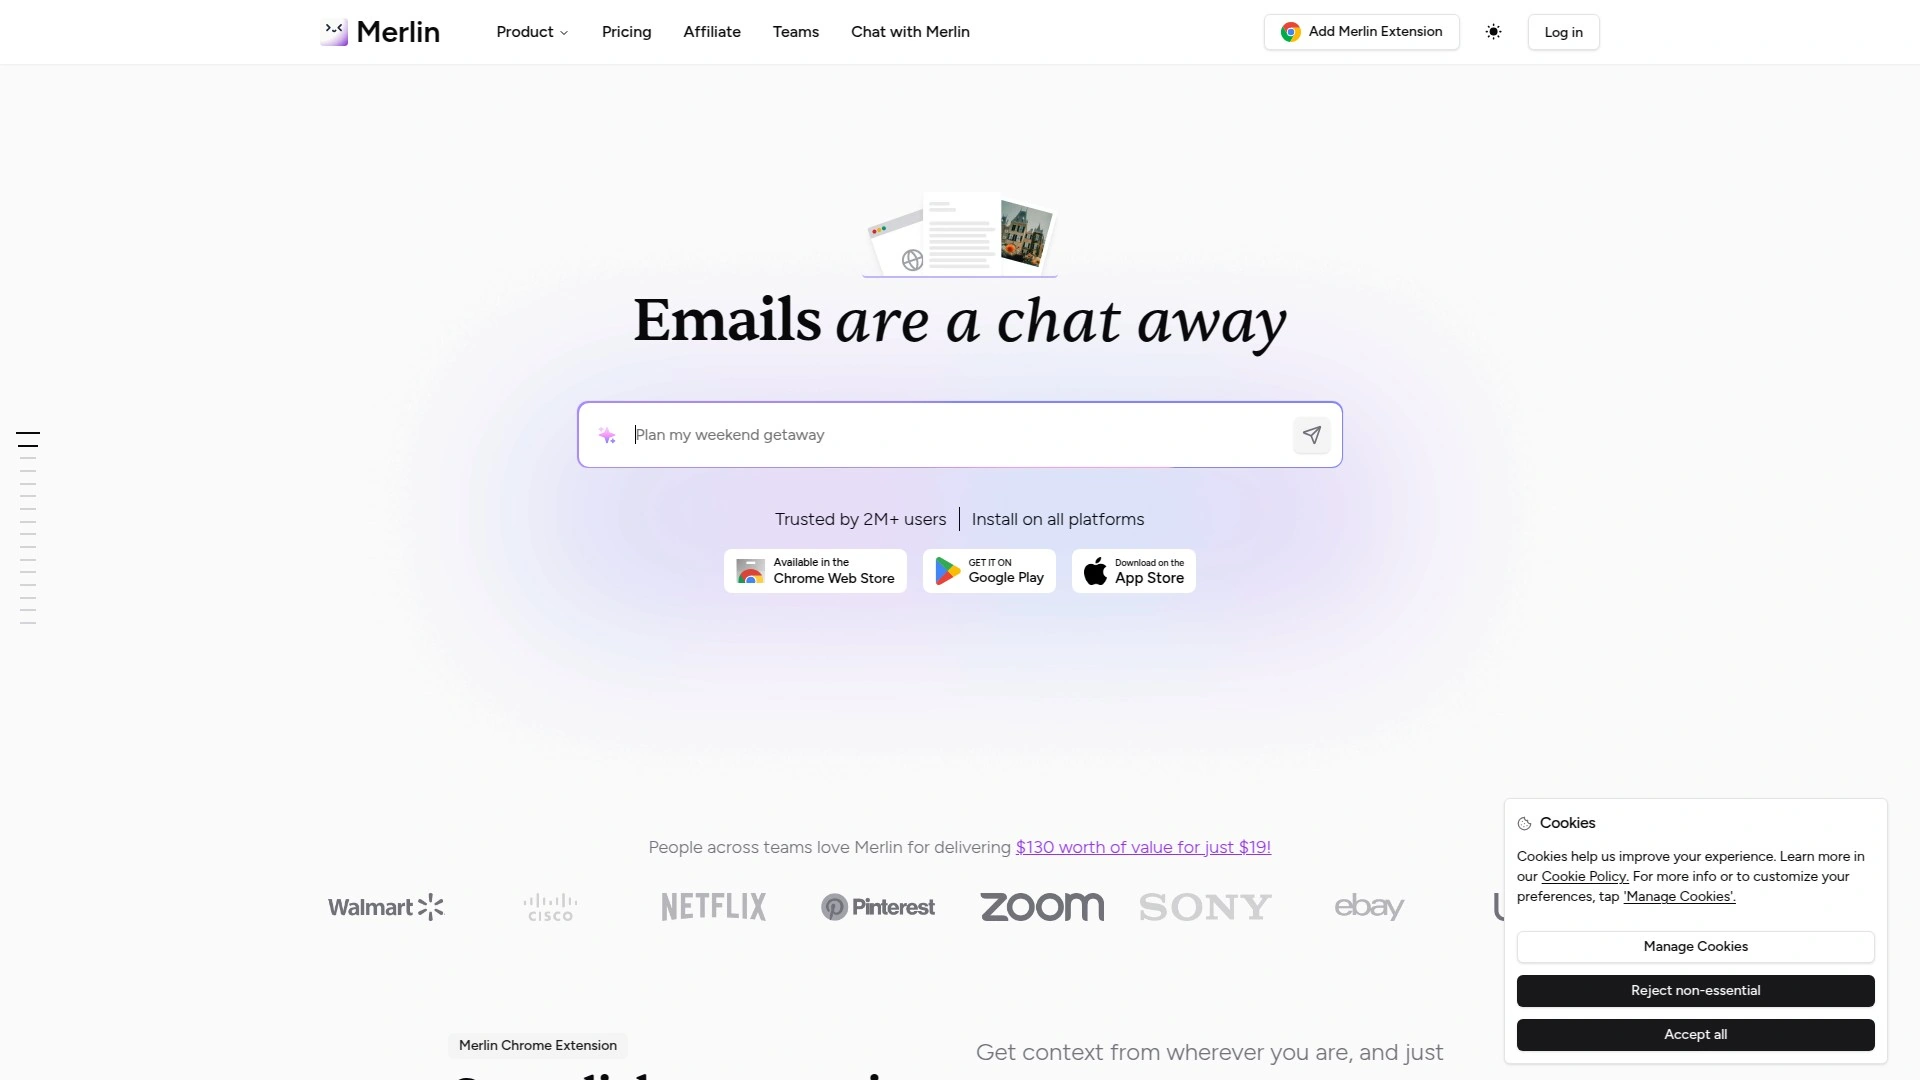 Merlin
Product
Pricing
Affiliate
Teams
Chat with Merlin
Add Merlin Extension
Log in
Emails are a chat away
Plan my weekend getaway
Trusted by 2M+ users
Install on all platforms
Available in the
Chrome Web Store
GET IT ON
Google Play
Download on the
App Store
People across teams love Merlin for delivering $130 worth of value for just $19!
Walmart
CISCO
NETFLIX
Pinterest
zoom
SONY
ebay
Cookies
Cookies help us improve your experience. Learn more in
our Cookie Policy. For more info or to customize your
preferences, tap 'Manage Cookies'.
Manage Cookies
Reject non-essential
Accept all
Merlin Chrome Extension
Get context from wherever you are, and just